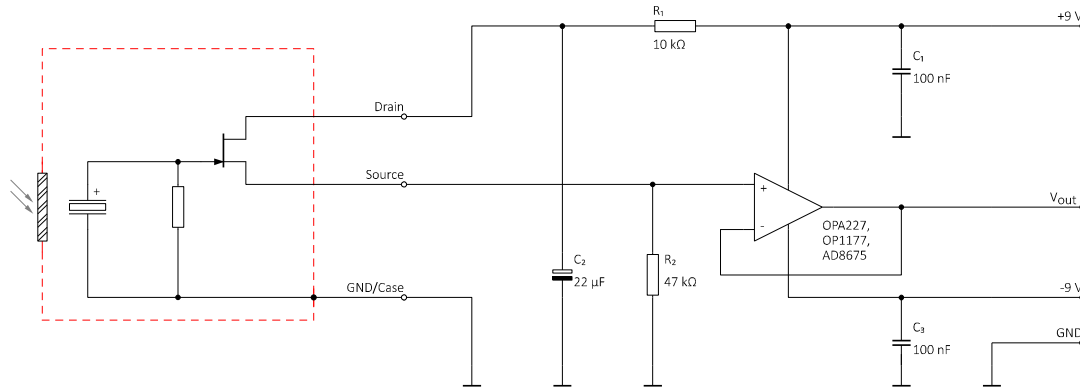 R₁
10 kΩ
+9 V
C₁
100 nF
Drain
+
Source
+
-
OPA227,
OP1177,
AD8675
Vout
C₂
22 µF
R₂
47 kΩ
GND/Case
-9 V
C₃
100 nF
GND